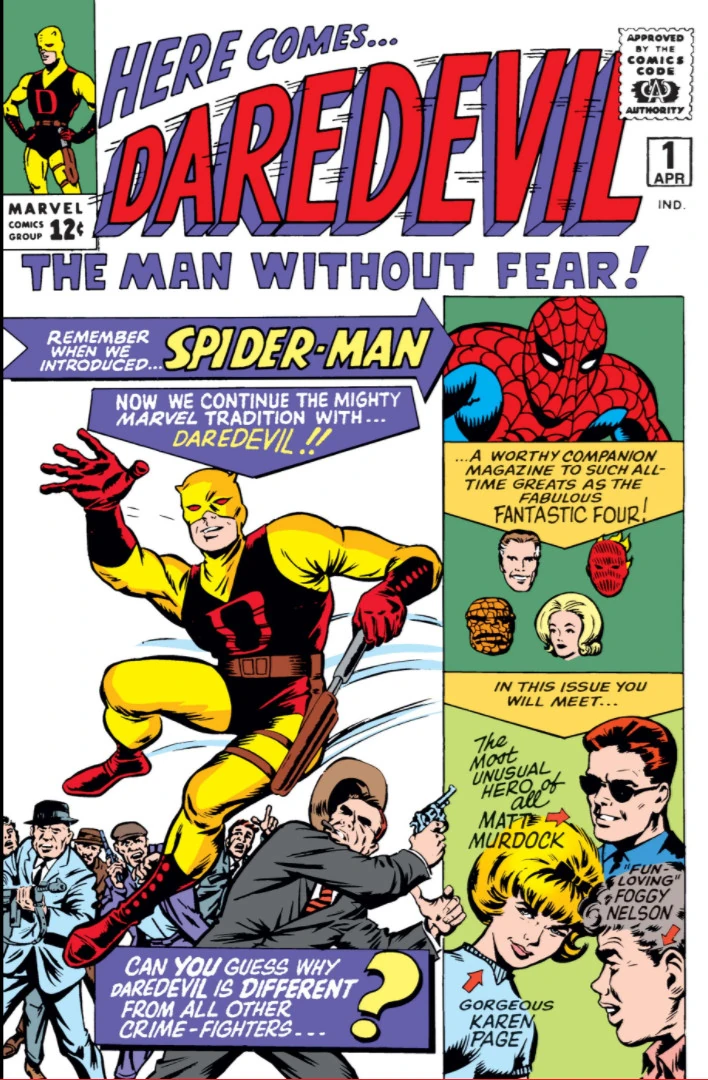 HERE COMES...
DAREDEVIL
APPROVED
BY THE
COMICS
CODE
CA
AUTHORITY
D
MARVEL
COMICS
GROUP 12¢
1
APR
IND.
THE MAN WITHOUT FEAR!
REMEMBER
WHEN WE
INTRODUCED... SPIDER-MAN
NOW WE CONTINUE THE MIGHTY
MARVEL TRADITION WITH...
DAREDEVIL!!
...A WORTHY COMPANION
MAGAZINE TO SUCH ALL-
TIME GREATS AS THE
FABULOUS
FANTASTIC FOUR!
D
IN THIS ISSUE YOU
WILL MEET...
The
Most
UNUSUAL
HERO of
all
MATT
MURDOCK
"FUN-
LOVING"
FOGGY
NELSON
GORGEOUS
KAREN
PAGE
CAN YOU GUESS WHY
DAREDEVIL IS DIFFERENT
FROM ALL OTHER
CRIME-FIGHTERS...
?